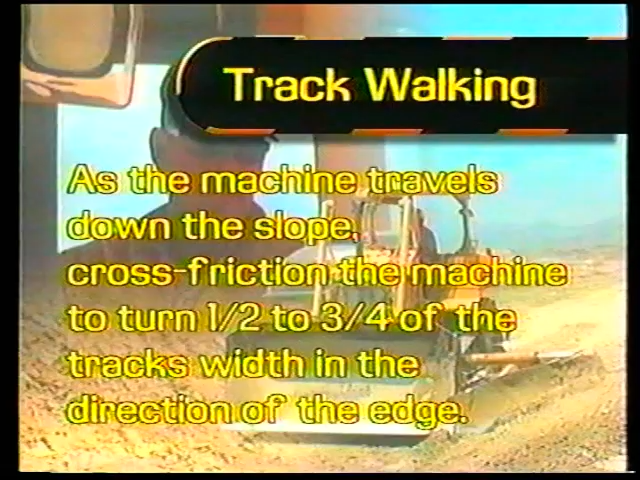 Track Walking
As the machine travels
down the slope,
cross-friction the machine
to turn 1/2 to 3/4 of the
tracks width in the
direction of the edge.